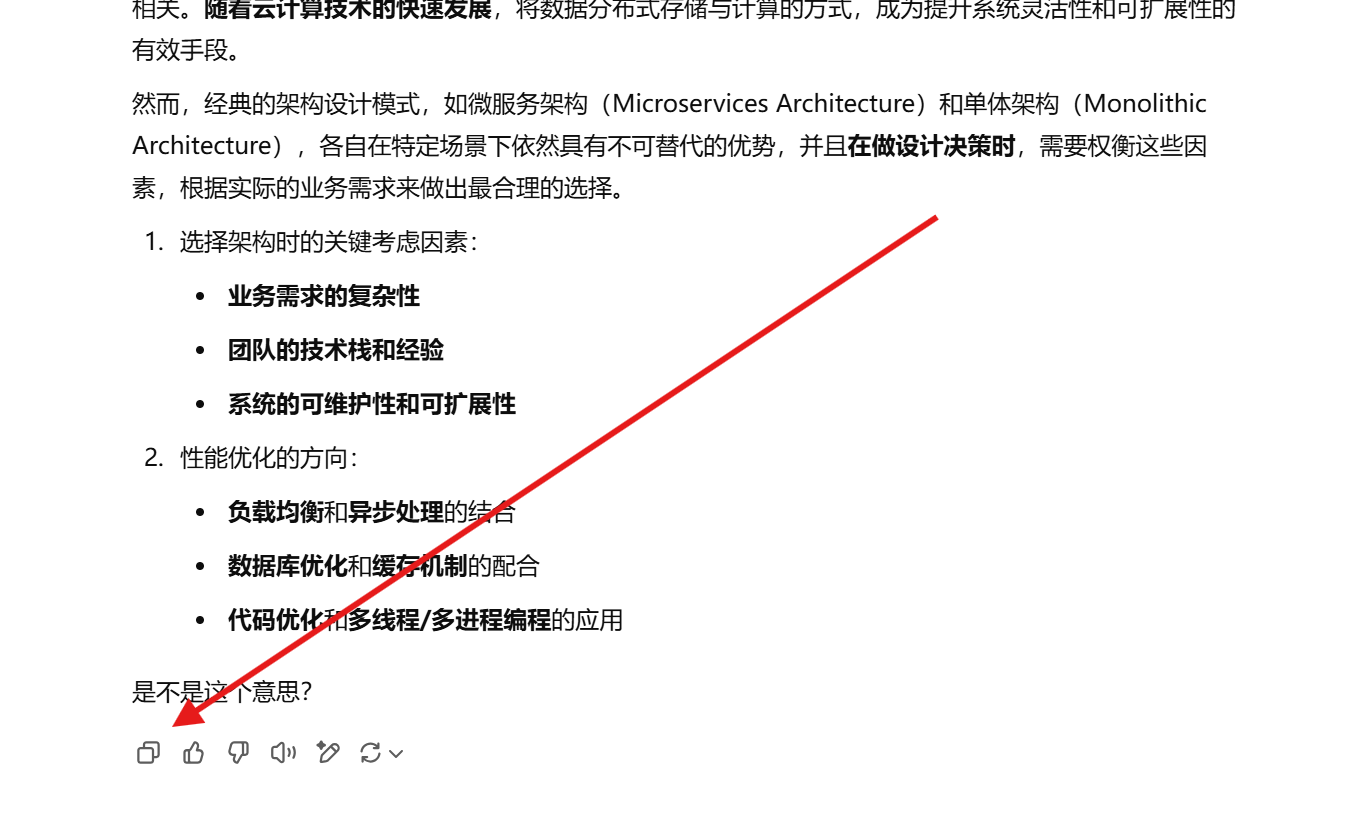 相关。随着云计算技术的快速发展，将数据分布式存储与计算的方式，成为提升系统灵活性和可扩展性的
有效手段。
然而，经典的架构设计模式，如微服务架构（Microservices Architecture）和单体架构（Monolithic
Architecture），各自在特定场景下依然具有不可替代的优势，并且在做设计决策时，需要权衡这些因
素，根据实际的业务需求来做出最合理的选择。
1. 选择架构时的关键考虑因素：
• 业务需求的复杂性
• 团队的技术栈和经验
• 系统的可维护性和可扩展性
2. 性能优化的方向：
• 负载均衡和异步处理的结合
• 数据库优化和缓存机制的配合
• 代码优化和多线程/多进程编程的应用
是不是这个意思？